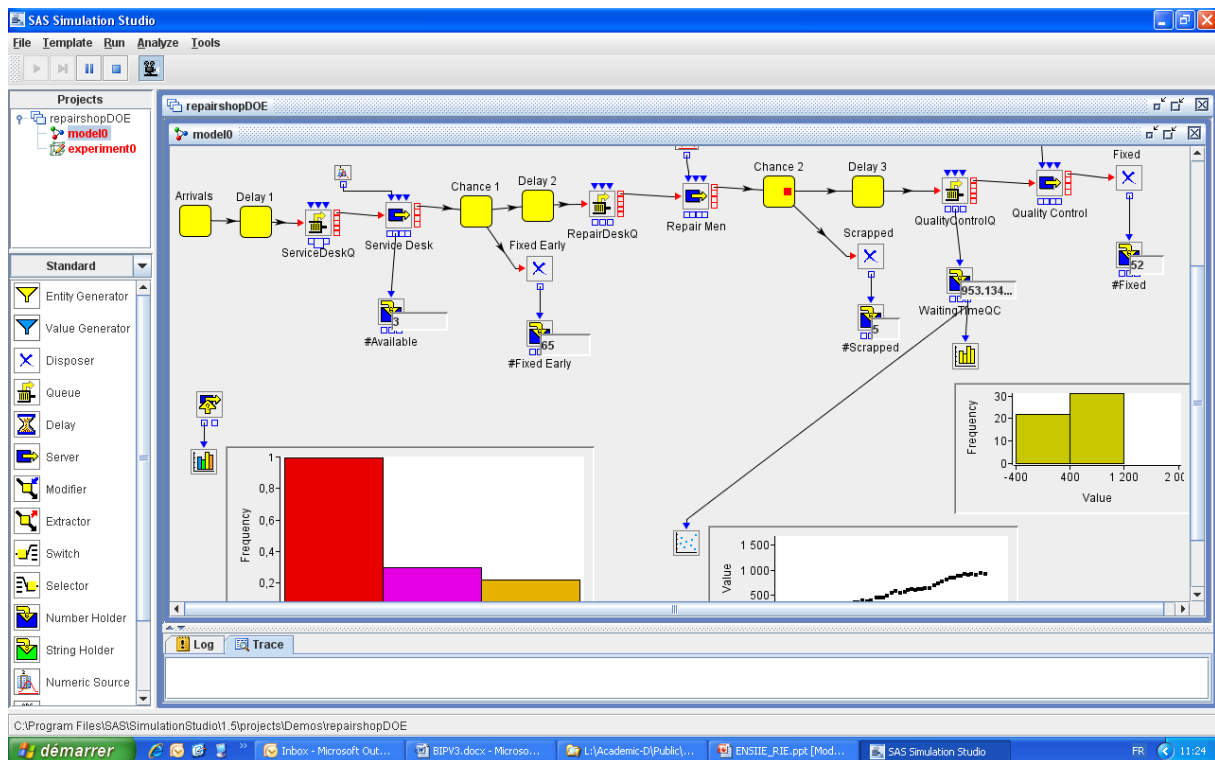 SAS Simulation Studio
File Template Run Analyze Tools
Projects
repairshopDOE
model0
experiment0
Standard
Entity Generator
Value Generator
Disposer
Queue
Delay
Server
Modifier
Extractor
Switch
Selector
Number Holder
String Holder
Numeric Source
repairshopDOE
model0
Arrivals
Delay 1
ServiceDeskQ
Service Desk
Chance 1
Delay 2
Fixed Early
RepairDeskQ
Repair Men
Chance 2
Delay 3
Scrapped
QualityControlQ
Quality Control
Fixed
3
#Available
65
#Fixed Early
5
#Scrapped
953.134...
WaitingTimeQC
52
#Fixed
Frequency
1
0,8
0,6
0,4
0,2
Value
1 500
1 000
500
Frequency
30
20
10
0
-400 400 1 200 2 00
Value
Log Trace
C:\Program Files\SAS\SimulationStudio\1.5\projects\Demos\repairshopDOE
démarrer
Inbox - Microsoft Out...
BIPV3.docx - Microso...
L:\Academic-D\Public\...
ENSIIE_RIE.ppt [Mod...
SAS Simulation Studio
FR 11:24